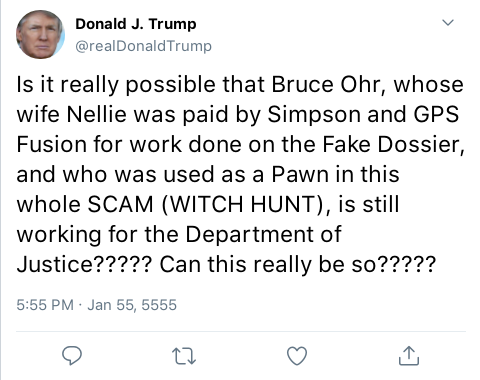 Donald J. Trump
@realDonaldTrump
Is it really possible that Bruce Ohr, whose
wife Nellie was paid by Simpson and GPS
Fusion for work done on the Fake Dossier,
and who was used as a Pawn in this
whole SCAM (WITCH HUNT), is still
working for the Department of
Justice????? Can this really be so?????
5:55 PM · Jan 55, 5555